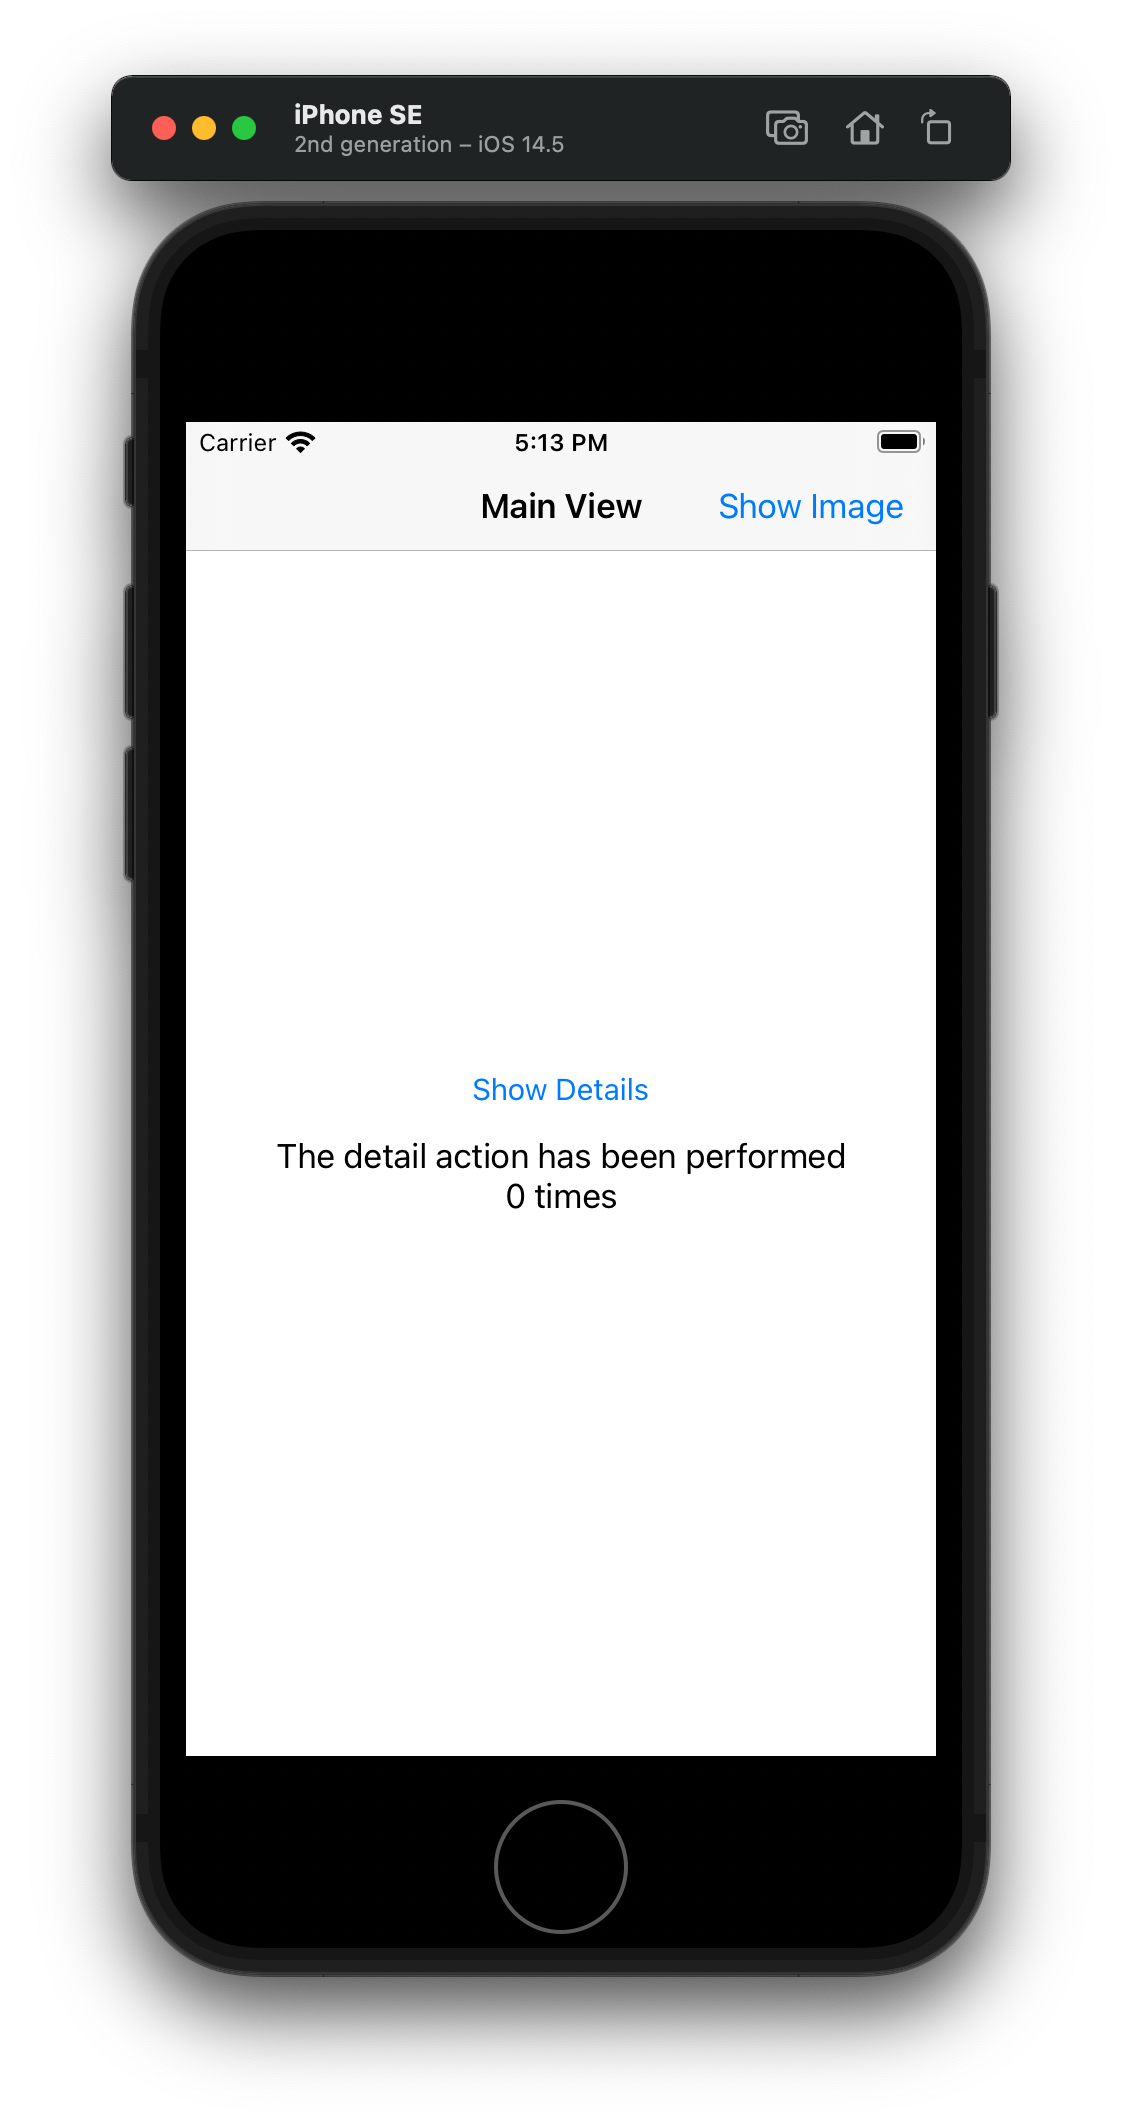 iPhone SE
2nd generation – iOS 14.5
Carrier 5:13 PM
Main View Show Image
Show Details
The detail action has been performed
0 times